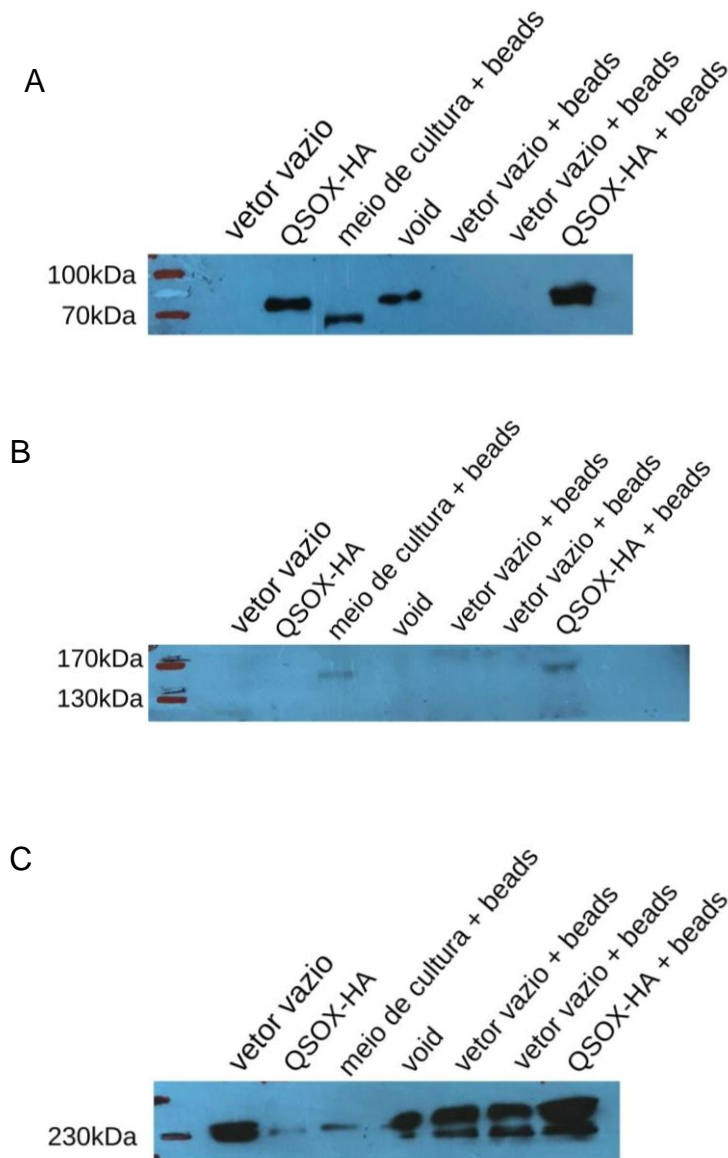 A
vetor vazio
QSOX-HA
meio de cultura + beads
void
vetor vazio + beads
vetor vazio + beads
QSOX-HA + beads
100kDa
70kDa
B
vetor vazio
QSOX-HA
meio de cultura + beads
void
vetor vazio + beads
vetor vazio + beads
QSOX-HA + beads
170kDa
130kDa
C
vetor vazio
QSOX-HA
meio de cultura + beads
void
vetor vazio + beads
vetor vazio + beads
QSOX-HA + beads
230kDa